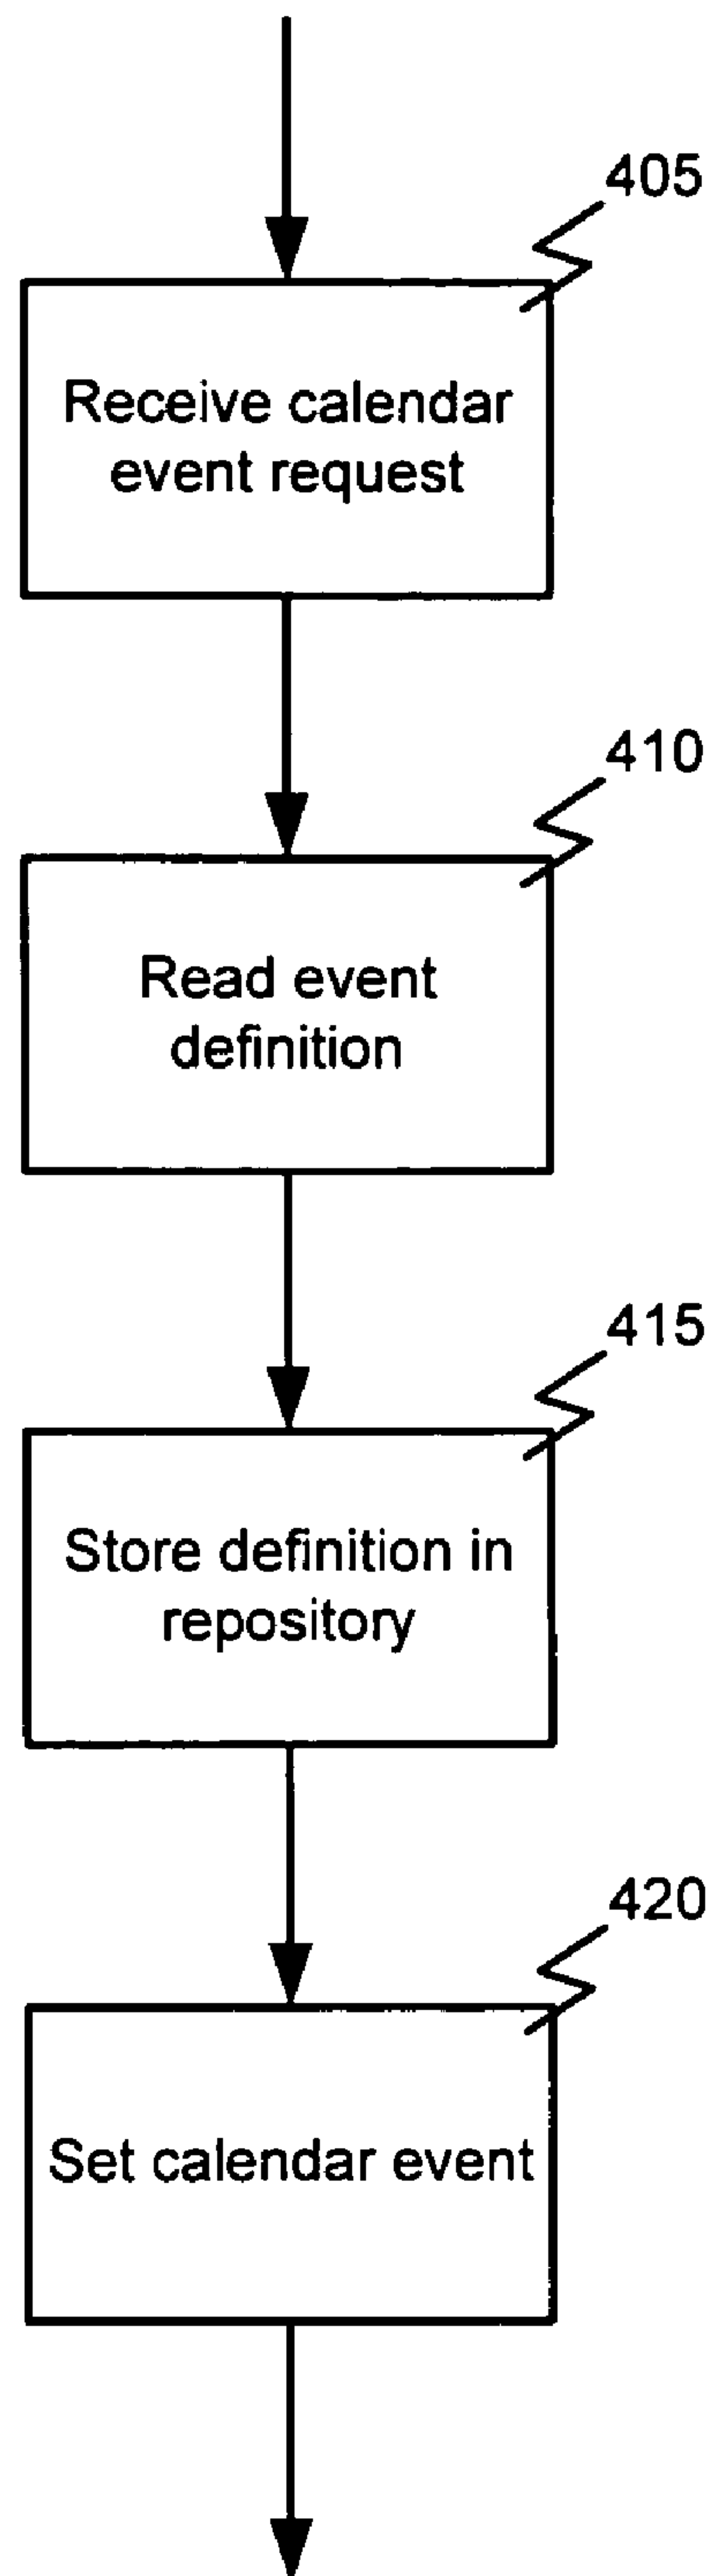 405
Receive calendar
event request
410
Read event
definition
415
Store definition in
repository
420
Set calendar event